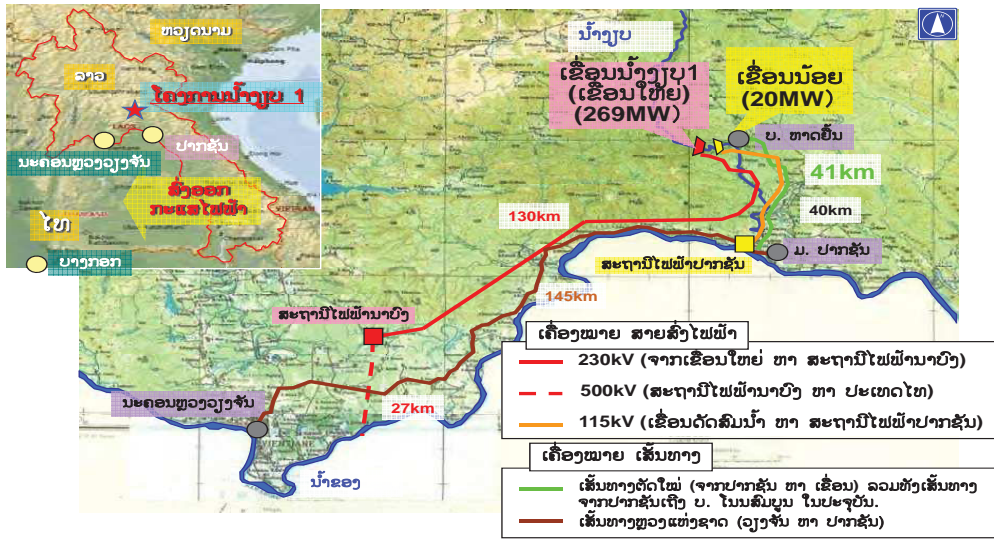 ຫວຽດນາມ
ລາວ
ໂຄງການນ້ຳງຽບ 1
LAOS
ປາກຊັນ
ນະຄອນຫຼວງວຽງຈັນ
ສົ່ງອອກ
ກະແສໄຟຟ້າ
ໄທ
ບາງກອກ
ນ້ຳງຽບ
ເຂື່ອນນ້ຳງຽບ1
(ເຂື່ອນໃຫຍ່)
(269MW)
ເຂື່ອນນ້ອຍ
(20MW)
ບ. ຫາດຍື້ນ
41km
40km
130km
ມ. ປາກຊັນ
ສະຖານີໄຟຟ້າປາກຊັນ
145km
ສະຖານີໄຟຟ້ານາບົງ
27km
ນະຄອນຫຼວງວຽງຈັນ
VIENTIANE
ນ້ຳຂອງ
ເຄື່ອງໝາຍ ສາຍສົ່ງໄຟຟ້າ
230kV (ຈາກເຂື່ອນໃຫຍ່ ຫາ ສະຖານີໄຟຟ້ານາບົງ)
500kV (ສະຖານີໄຟຟ້ານາບົງ ຫາ ປະເທດໄທ)
115kV (ເຂື່ອນດັດສົມນ້ຳ ຫາ ສະຖານີໄຟຟ້າປາກຊັນ)
ເຄື່ອງໝາຍ ເສັ້ນທາງ
ເສັ້ນທາງຕັດໃໝ່ (ຈາກປາກຊັນ ຫາ ເຂື່ອນ) ລວມທັງເສັ້ນທາງ
ຈາກປາກຊັນເຖີງ ບ. ໂນນສົມບູນ ໃນປະຈຸບັນ.
ເສັ້ນທາງຫຼວງແຫ່ງຊາດ (ວຽງຈັນ ຫາ ປາກຊັນ)